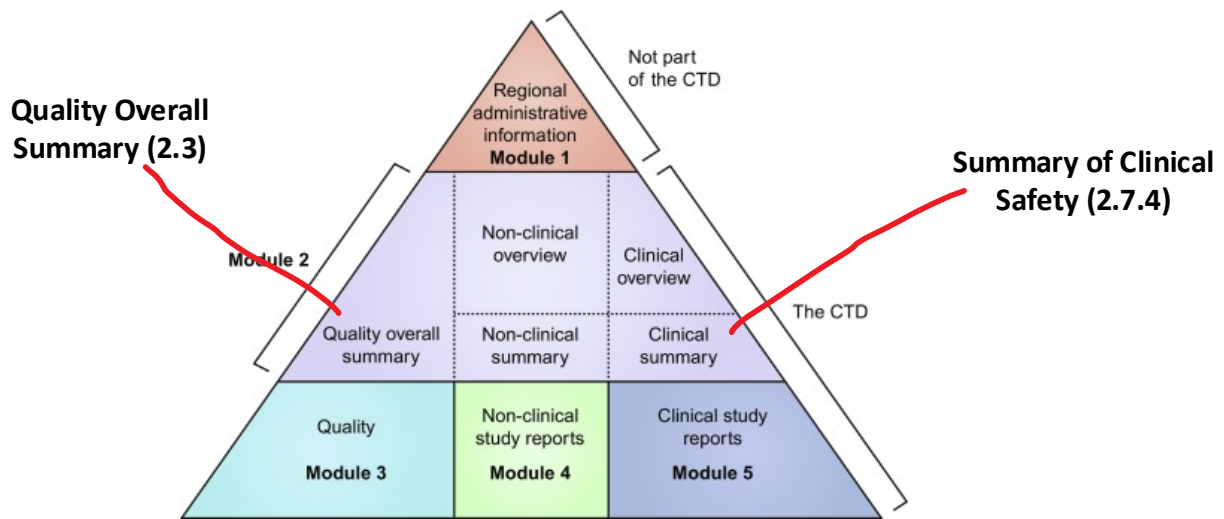 Not part
of the CTD
Regional
administrative
information
Module 1
Quality Overall
Summary (2.3)
Summary of Clinical
Safety (2.7.4)
Module 2
Non-clinical
overview
Clinical
overview
The CTD
Quality overall
summary
Non-clinical
summary
Clinical
summary
Quality
Module 3
Non-clinical
study reports
Module 4
Clinical study
reports
Module 5